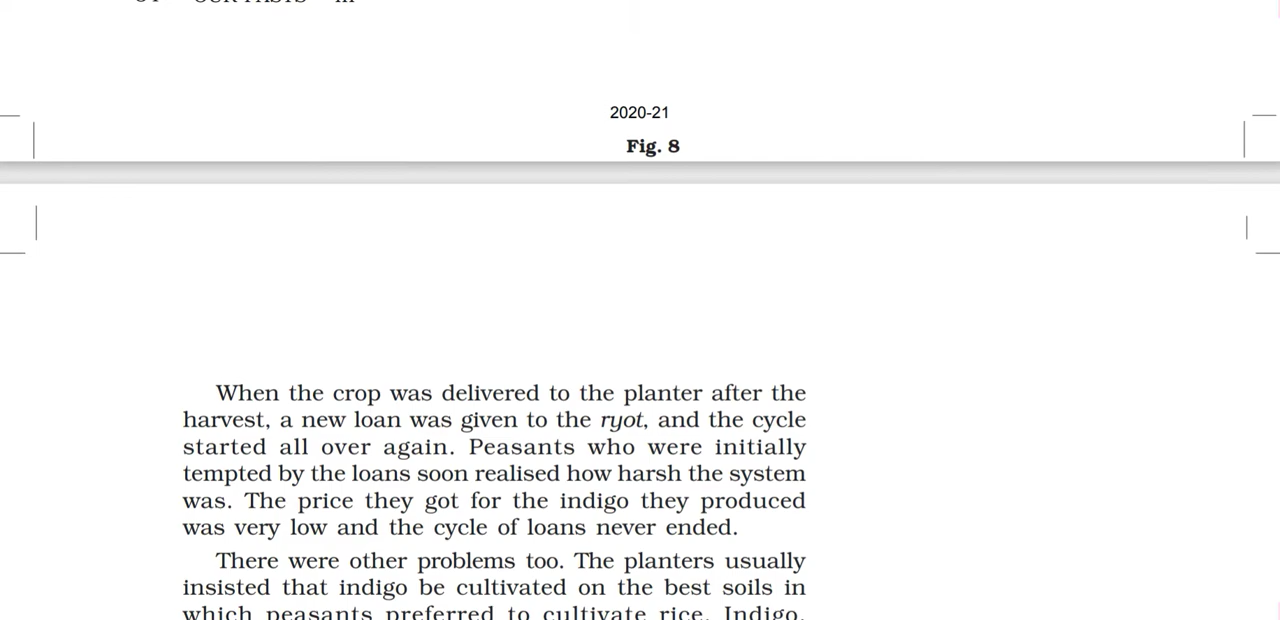 2020-21
Fig. 8
When the crop was delivered to the planter after the
harvest, a new loan was given to the ryot, and the cycle
started all over again. Peasants who were initially
tempted by the loans soon realised how harsh the system
was. The price they got for the indigo they produced
was very low and the cycle of loans never ended.
There were other problems too. The planters usually
insisted that indigo be cultivated on the best soils in
which peasants preferred to cultivate rice. Indigo,